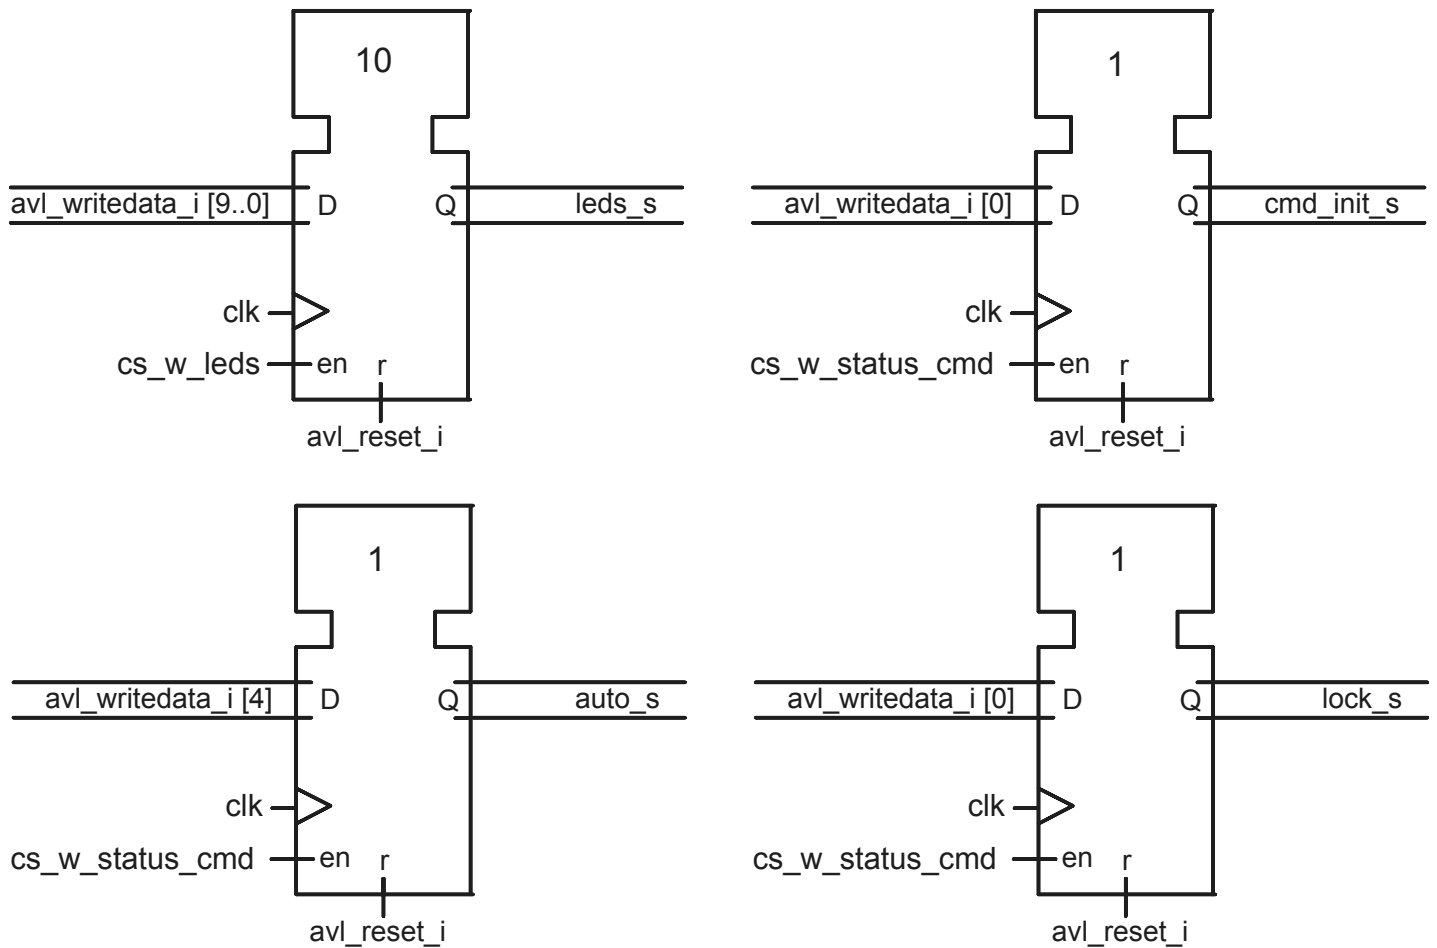 10
avl_writedata_i [9..0] D Q leds_s
clk
cs_w_leds en r
avl_reset_i
1
avl_writedata_i [0] D Q cmd_init_s
clk
cs_w_status_cmd en r
avl_reset_i
1
avl_writedata_i [4] D Q auto_s
clk
cs_w_status_cmd en r
avl_reset_i
1
avl_writedata_i [0] D Q lock_s
clk
cs_w_status_cmd en r
avl_reset_i